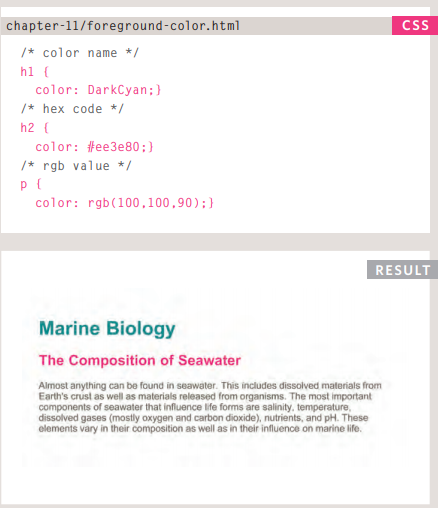 chapter-11/foreground-color.html
CSS
/* color name */
h1 {
color: DarkCyan;}
/* hex code */
h2 {
color: #ee3e80;}
/* rgb value */
p {
color: rgb(100,100,90);}
RESULT
Marine Biology
The Composition of Seawater
Almost anything can be found in seawater. This includes dissolved materials from
Earth's crust as well as materials released from organisms. The most important
components of seawater that influence life forms are salinity, temperature,
dissolved gases (mostly oxygen and carbon dioxide), nutrients, and pH. These
elements vary in their composition as well as in their influence on marine life.